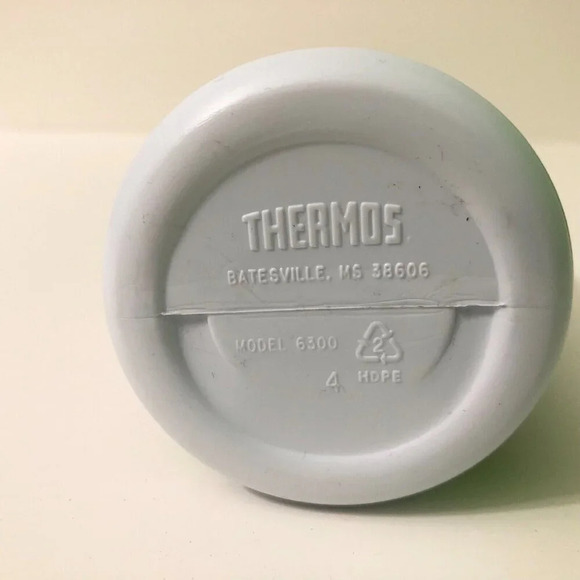 THERMOS
BATESVILLE, MS 38606
MODEL 6300
2
4 HDPE